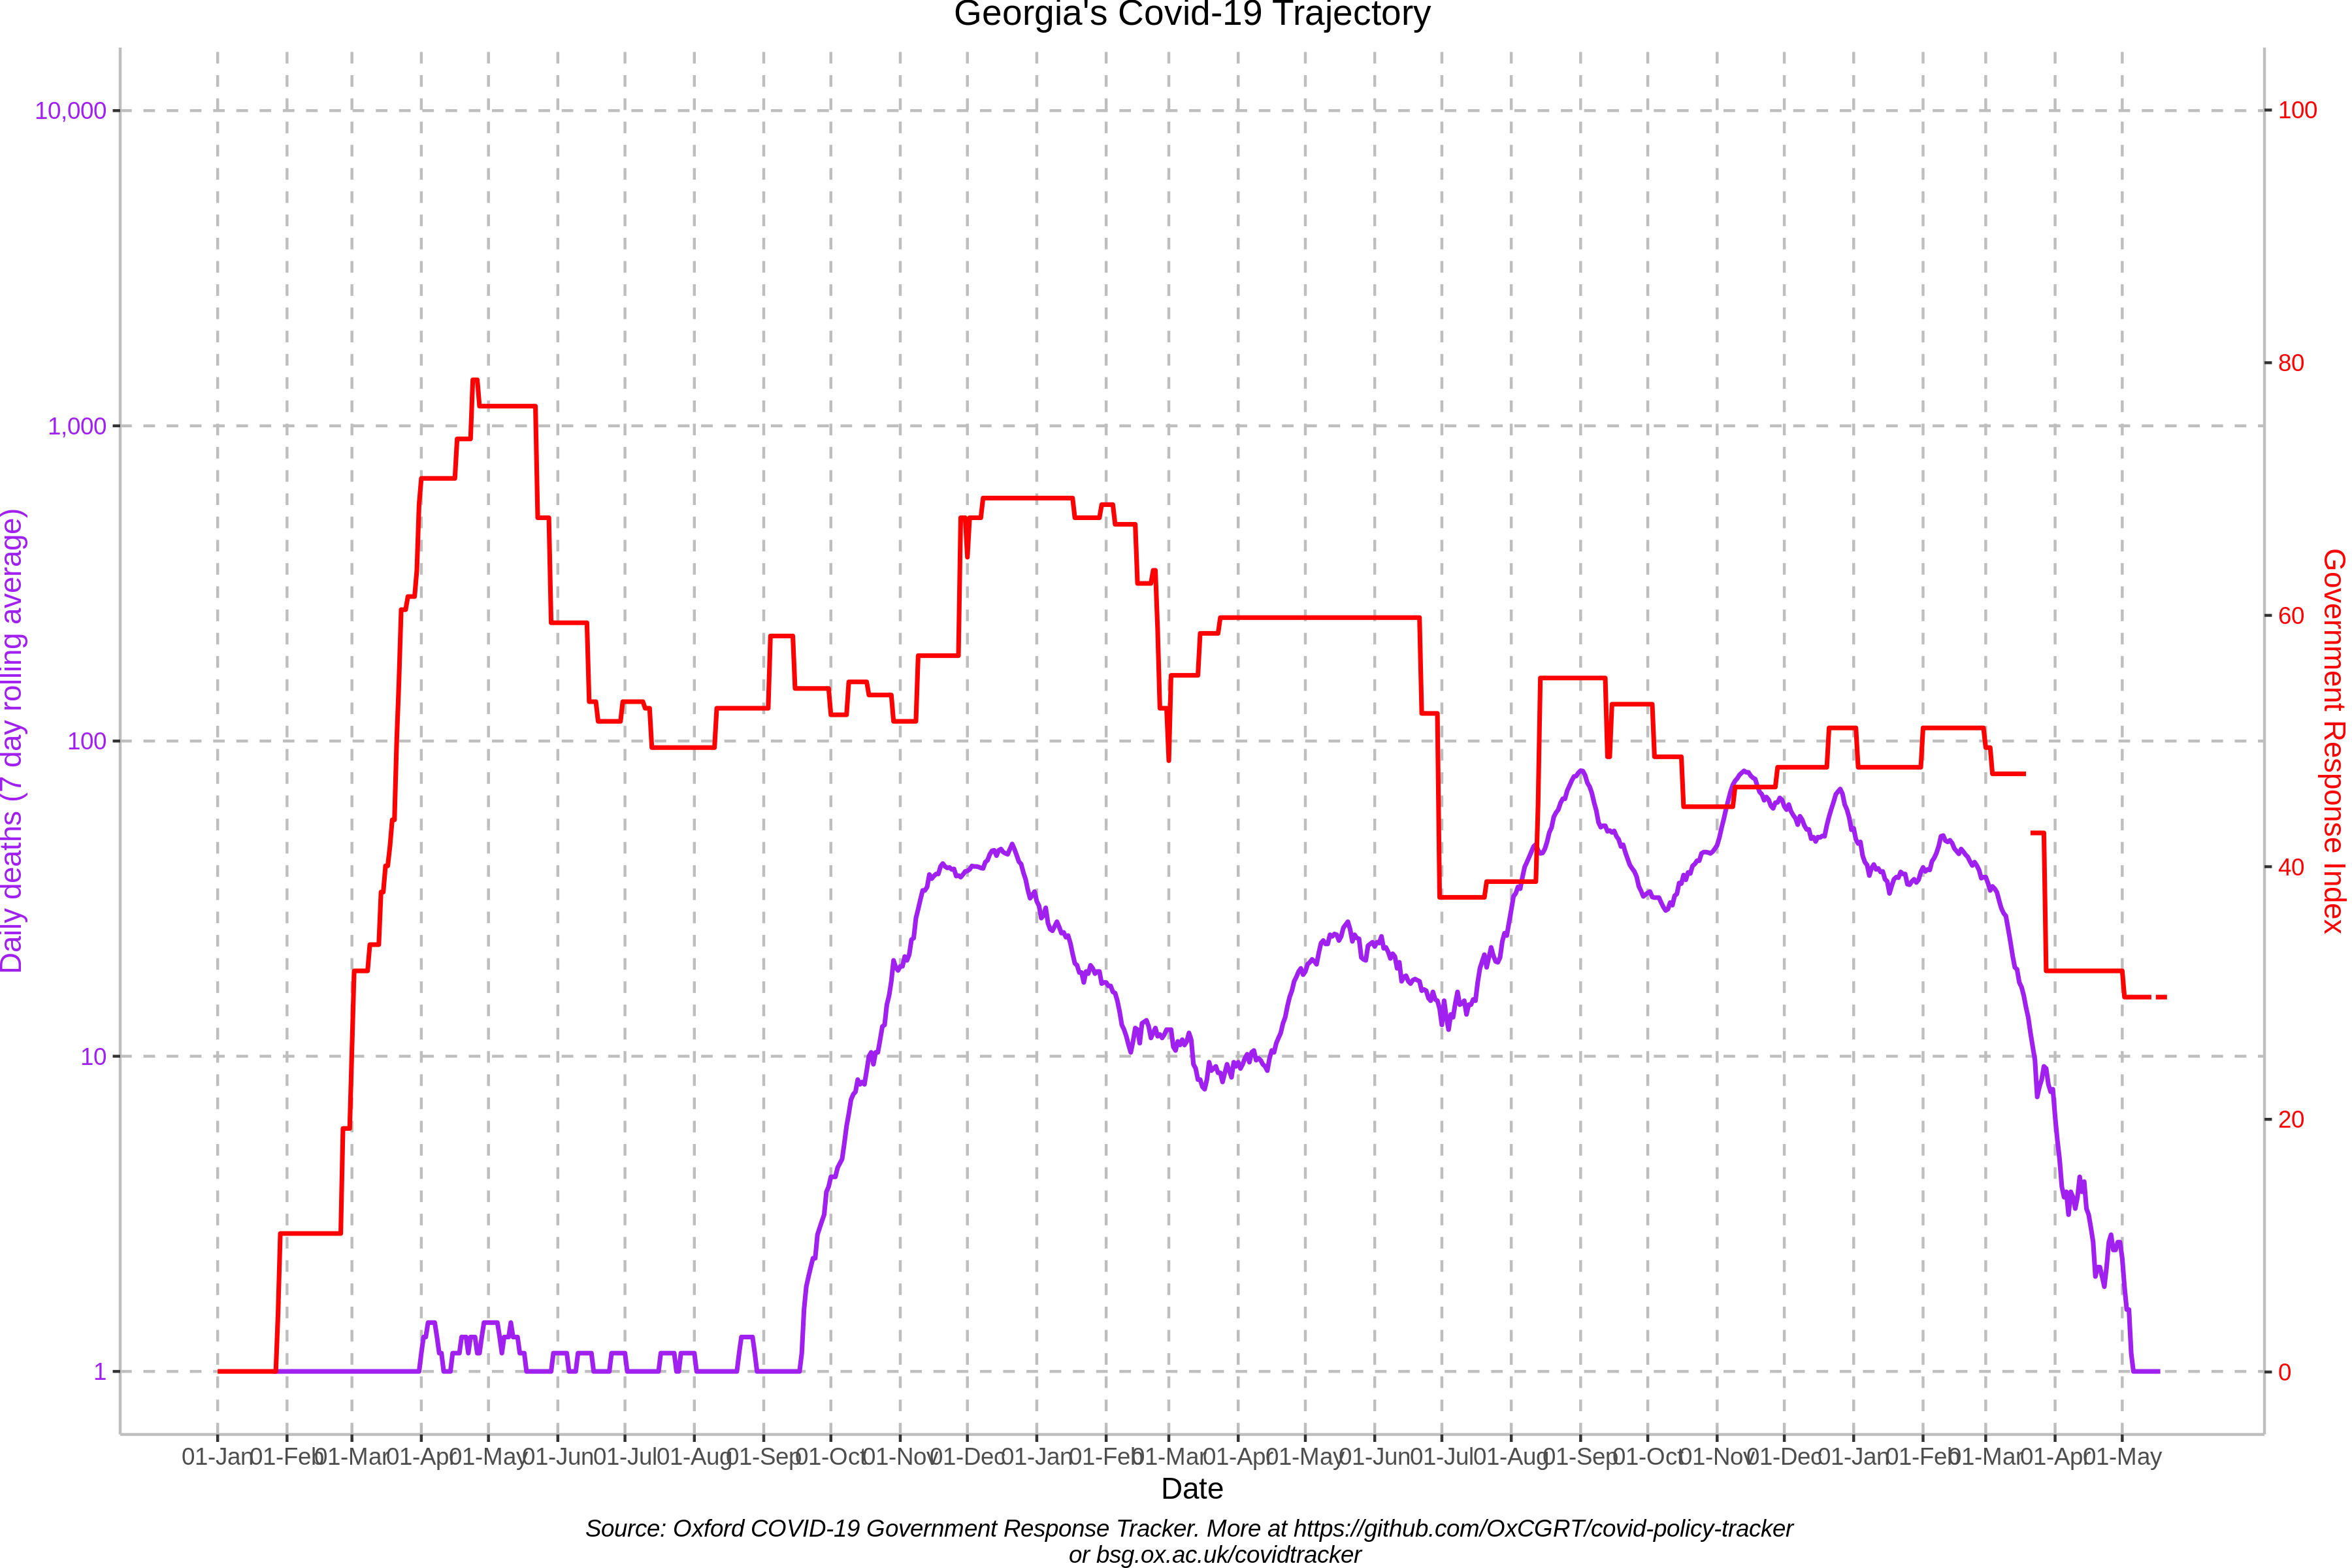 Georgia's Covid-19 Trajectory
10,000
1,000
100
10
1
Daily deaths (7 day rolling average)
100
80
60
40
20
0
Government Response Index
01-Jan 01-Feb 01-Mar 01-Apr 01-May 01-Jun 01-Jul 01-Aug 01-Sep 01-Oct 01-Nov 01-Dec 01-Jan 01-Feb 01-Mar 01-Apr 01-May 01-Jun 01-Jul 01-Aug 01-Sep 01-Oct 01-Nov 01-Dec 01-Jan 01-Feb 01-Mar 01-Apr 01-May
Date
Source: Oxford COVID-19 Government Response Tracker. More at https://github.com/OxCGRT/covid-policy-tracker
or bsg.ox.ac.uk/covidtracker